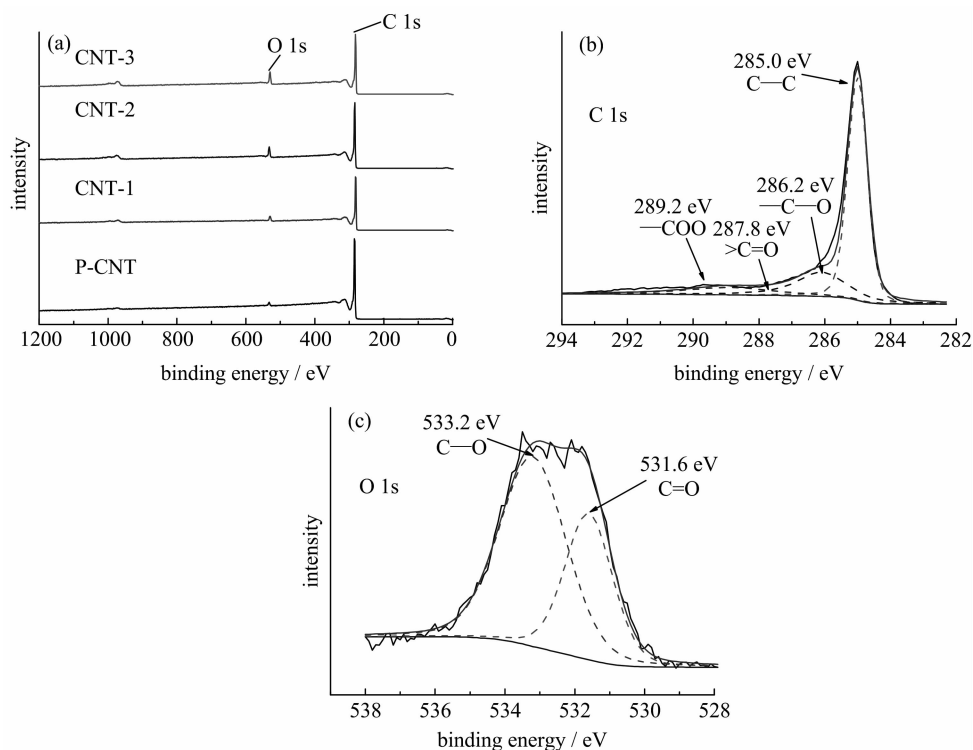 (a)
C 1s
O 1s
CNT-3
CNT-2
CNT-1
P-CNT
intensity
1200 1000 800 600 400 200 0
binding energy / eV
(b)
285.0 eV
C—C
C 1s
286.2 eV
—C—O
289.2 eV
—COO
287.8 eV
>C=O
intensity
294 292 290 288 286 284 282
binding energy / eV
(c)
533.2 eV
C—O
531.6 eV
C=O
O 1s
intensity
538 536 534 532 530 528
binding energy / eV